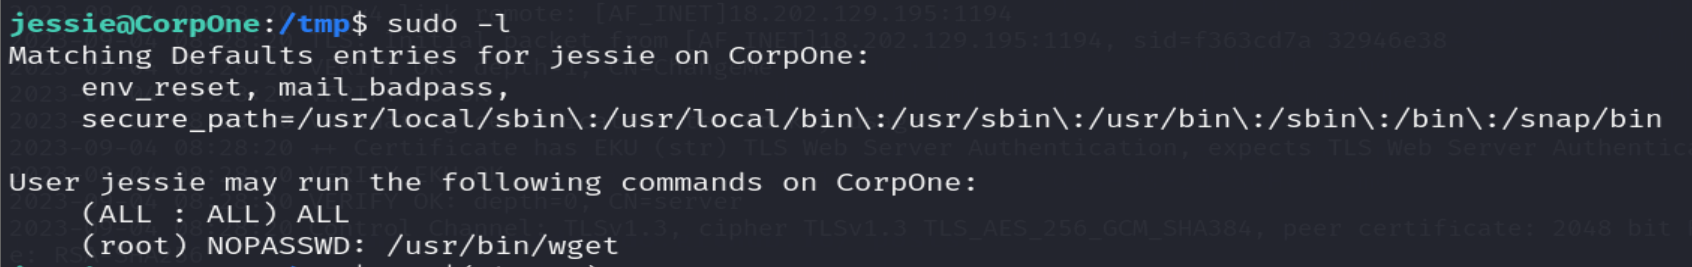 jessie@CorpOne:/tmp$ sudo -l
Matching Defaults entries for jessie on CorpOne:
    env_reset, mail_badpass,
    secure_path=/usr/local/sbin\:/usr/local/bin\:/usr/sbin\:/usr/bin\:/sbin\:/bin\:/snap/bin

User jessie may run the following commands on CorpOne:
    (ALL : ALL) ALL
    (root) NOPASSWD: /usr/bin/wget